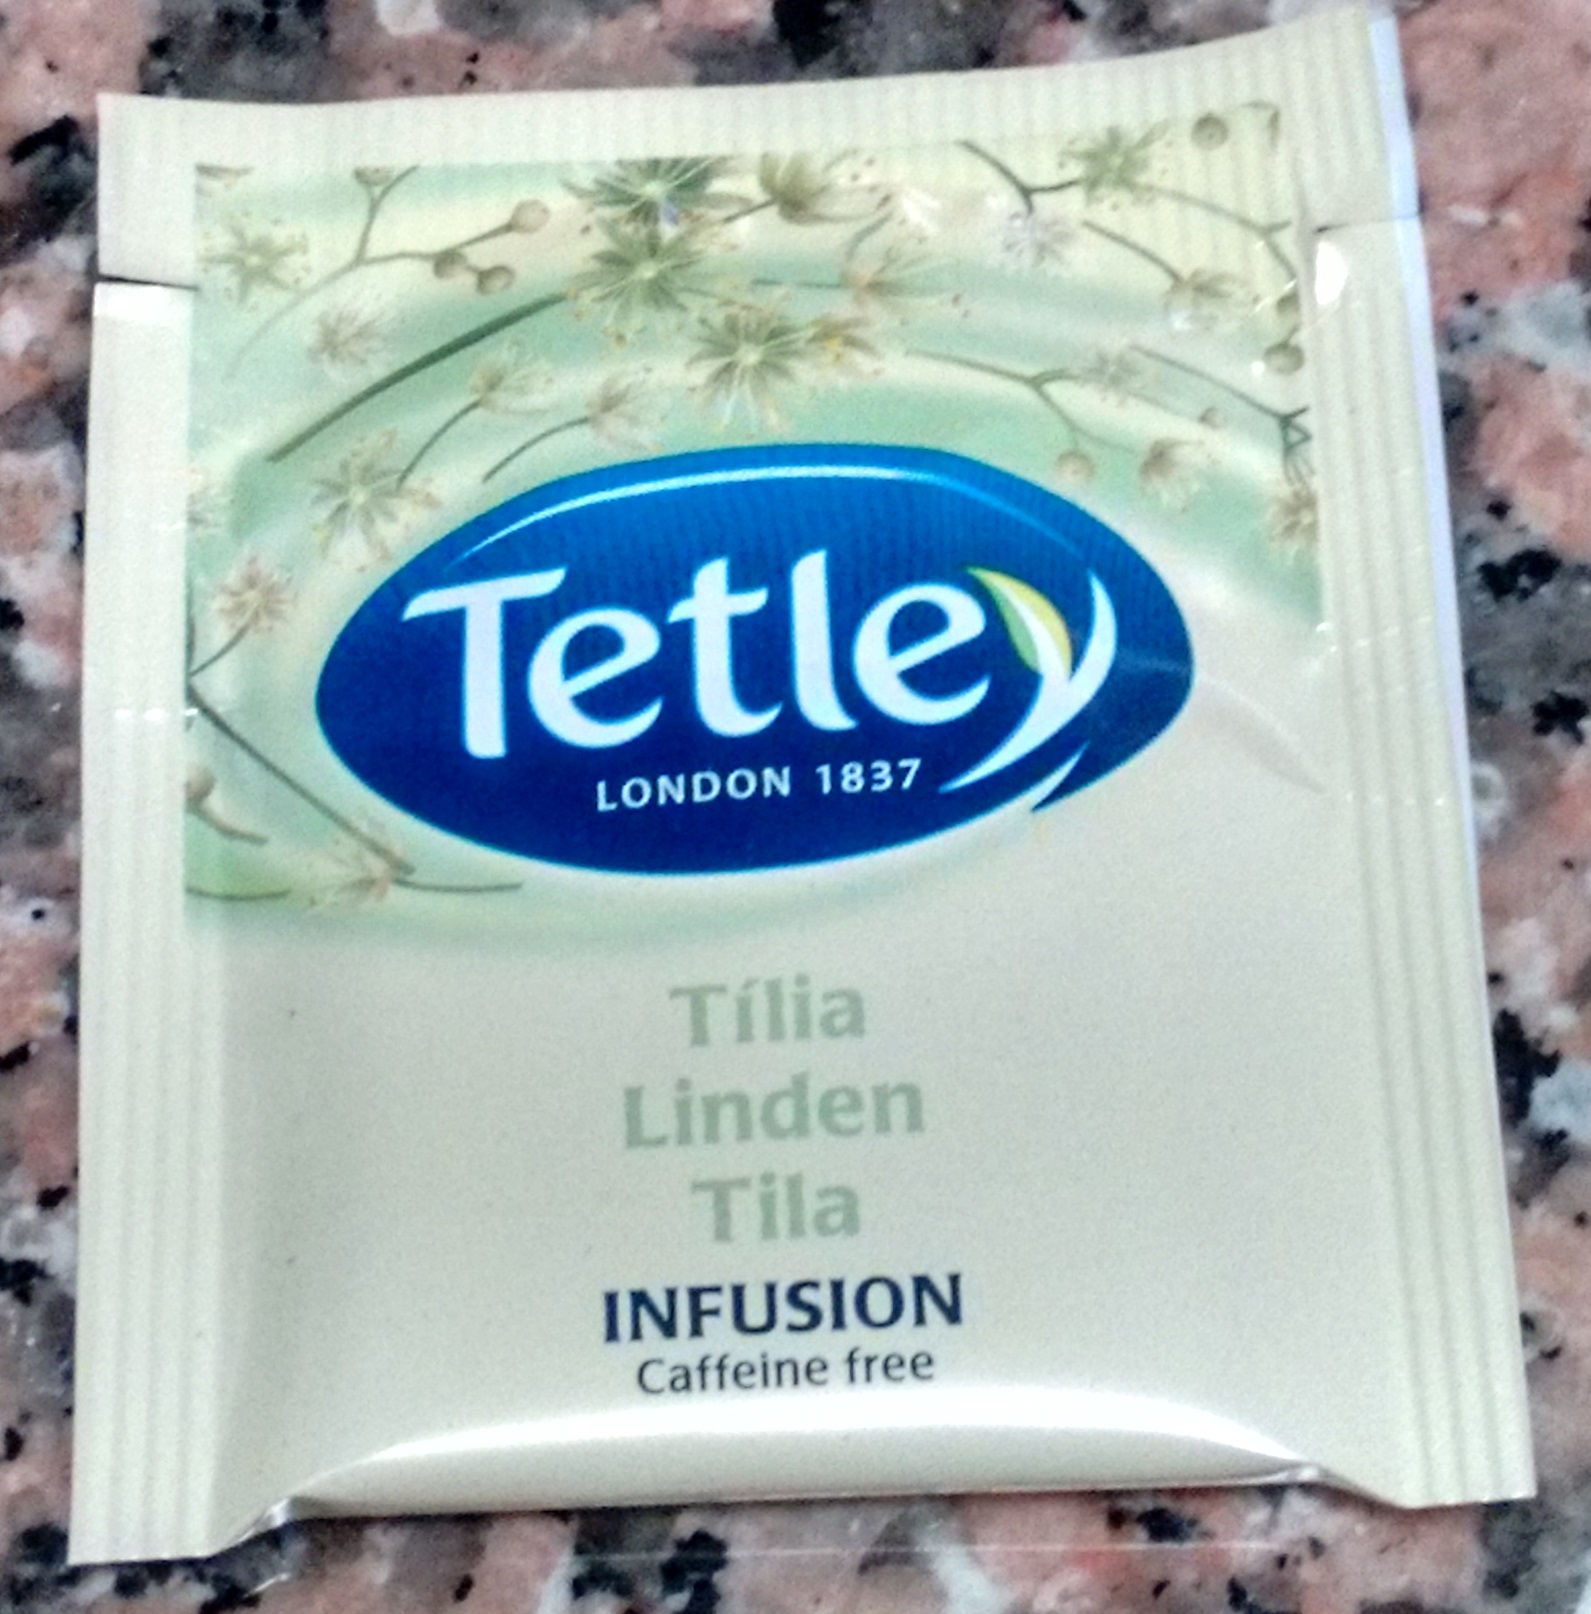 Tetley
LONDON 1837
Tília
Linden
Tila
INFUSION
Caffeine free